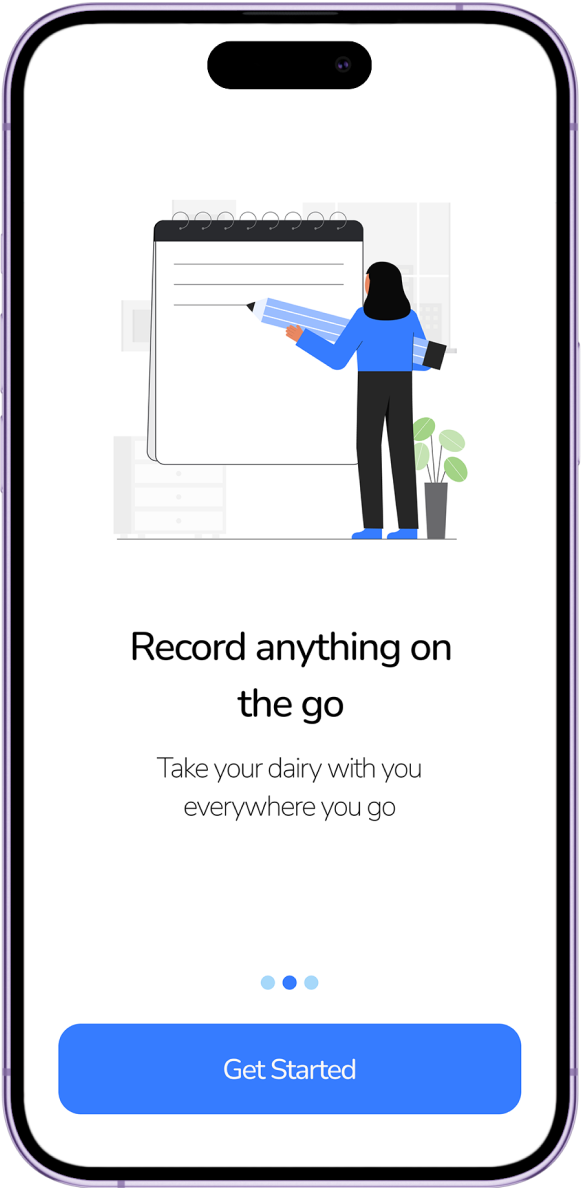 Record anything on
the go
Take your dairy with you
everywhere you go
Get Started